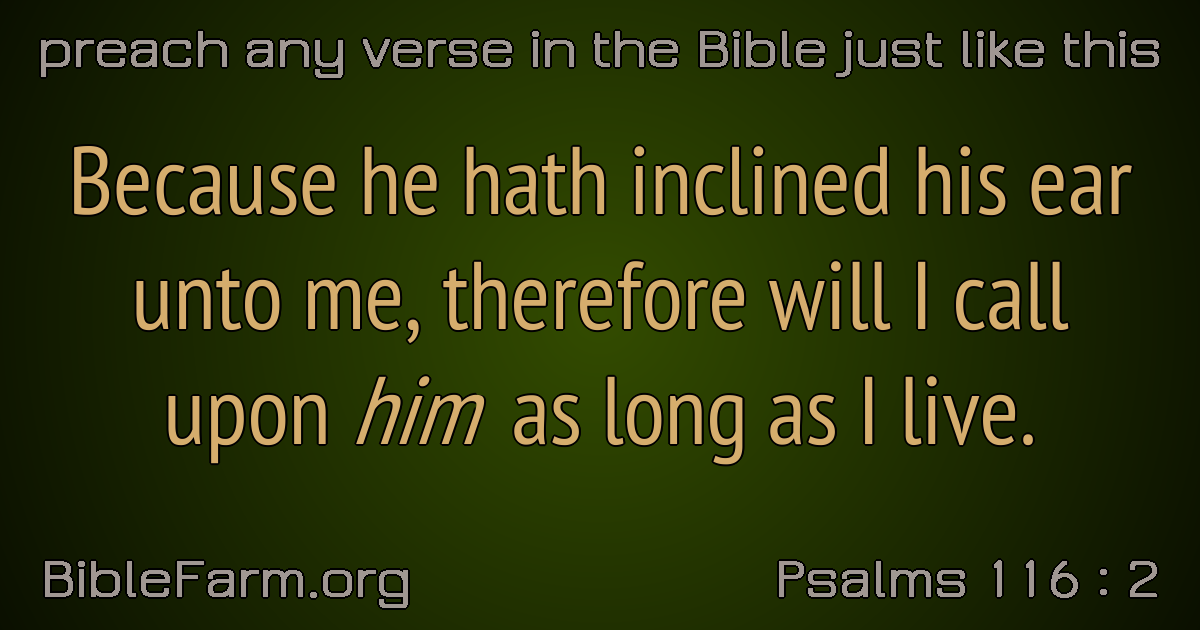 preach any verse in the Bible just like this
Because he hath inclined his ear
unto me, therefore will I call
upon him as long as I live.
BibleFarm.org
Psalms 116 : 2